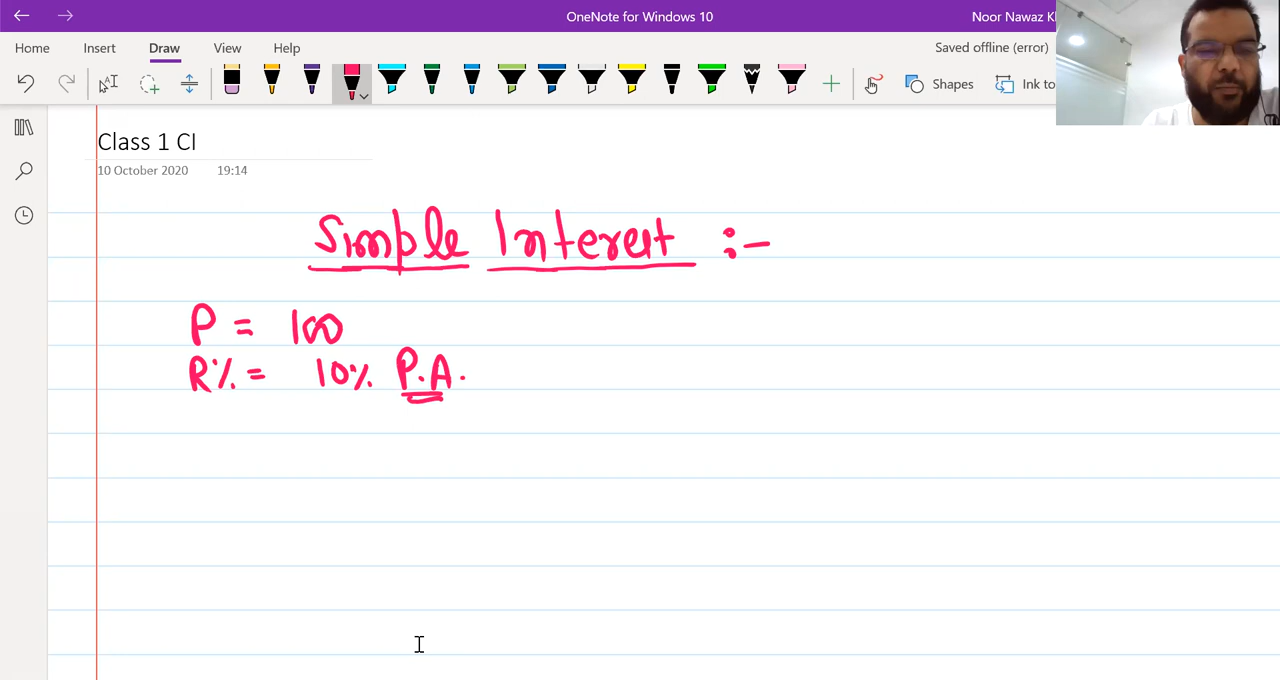 OneNote for Windows 10
Noor Nawaz Kh
Home Insert Draw View Help
Saved offline (error)
Shapes
Ink to
Class 1 CI
10 October 2020 19:14
Simple Interest :-
P = 100
R% = 10% P.A.